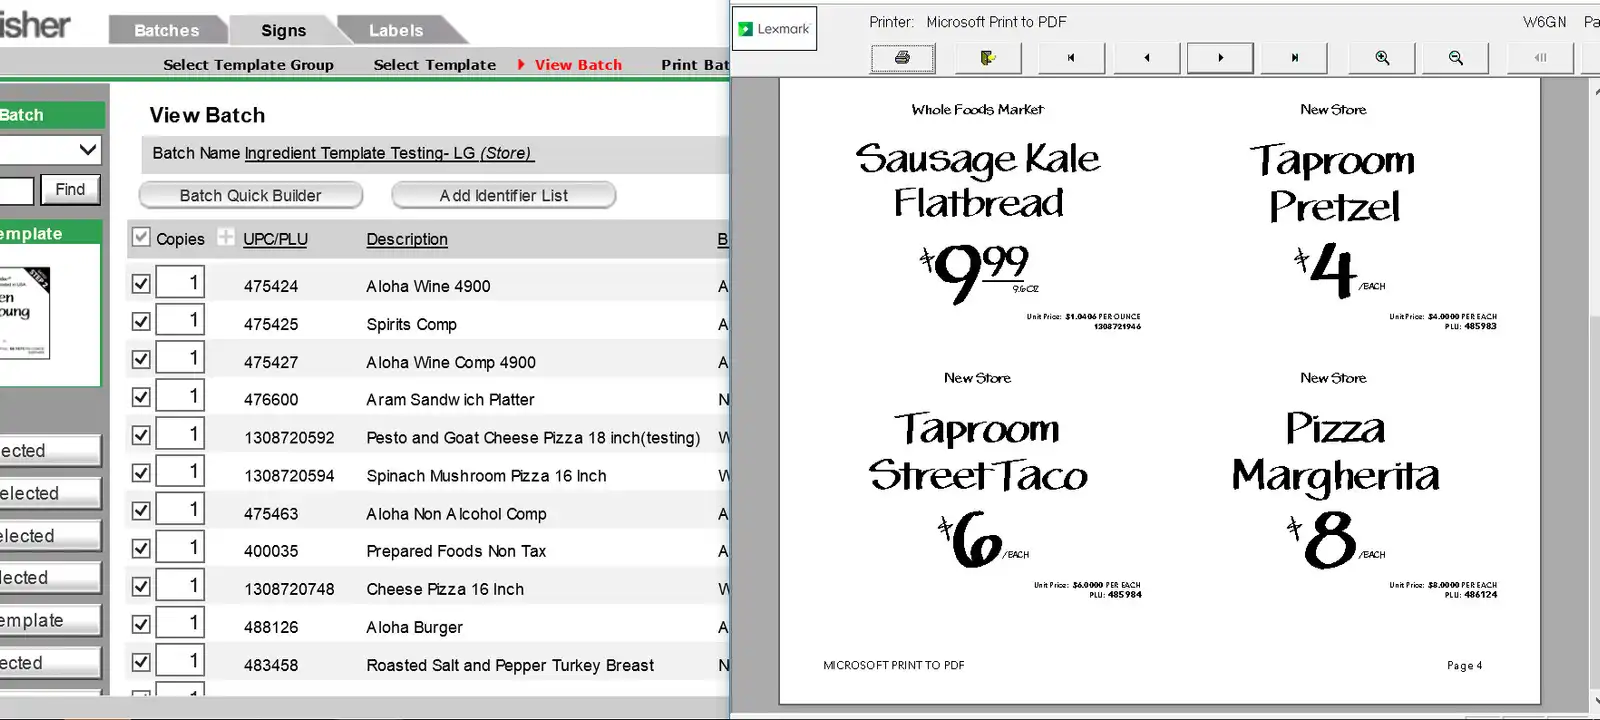 isher
Batches Signs Labels
Select Template Group Select Template View Batch Print Bat
Batch
Find
emplate
en
oung
ected
elected
elected
lected
emplate
ected
View Batch
Batch Name Ingredient Template Testing- LG (Store)
Batch Quick Builder Add Identifier List
Copies UPC/PLU Description B
1 475424 Aloha Wine 4900 A
1 475425 Spirits Comp A
1 475427 Aloha Wine Comp 4900 A
1 476600 Aram Sandwich Platter N
1 1308720592 Pesto and Goat Cheese Pizza 18 inch(testing) W
1 1308720594 Spinach Mushroom Pizza 16 Inch W
1 475463 Aloha Non Alcohol Comp A
1 400035 Prepared Foods Non Tax A
1 1308720748 Cheese Pizza 16 Inch W
1 488126 Aloha Burger A
1 483458 Roasted Salt and Pepper Turkey Breast N
Lexmark
Printer: Microsoft Print to PDF W6GN Pa
Whole Foods Market
Sausage Kale
Flatbread
$9.99
9.6 OZ
Unit Price: $1.0406 PER OUNCE
1308721946
New Store
Taproom
Pretzel
$4 /EACH
Unit Price: $4.0000 PER EACH
PLU: 485983
New Store
Taproom
Street Taco
$6 /EACH
Unit Price: $6.0000 PER EACH
PLU: 485984
New Store
Pizza
Margherita
$8 /EACH
Unit Price: $8.0000 PER EACH
PLU: 486124
MICROSOFT PRINT TO PDF Page 4